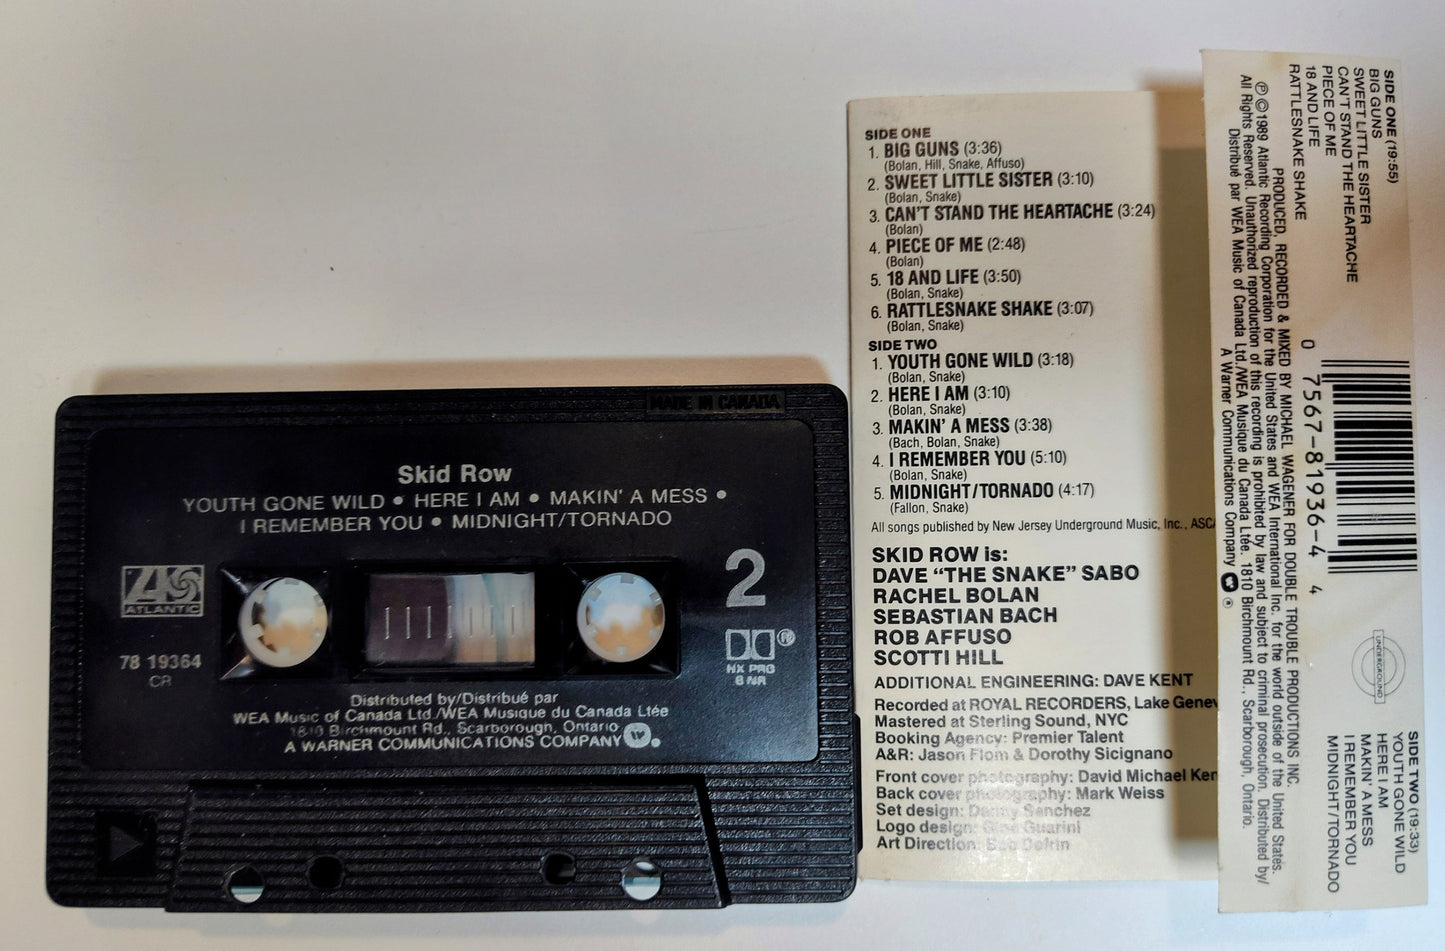 MADE IN CANADA
Skid Row
YOUTH GONE WILD • HERE I AM • MAKIN' A MESS •
I REMEMBER YOU • MIDNIGHT/TORNADO
ATLANTIC
2
78 19364
CR
HX PRO
B NR
Distributed by/Distribué par
WEA Music of Canada Ltd./WEA Musique du Canada Ltée
1810 Birchmount Rd., Scarborough, Ontario
A WARNER COMMUNICATIONS COMPANY
SIDE ONE
1. BIG GUNS (3:36)
(Bolan, Hill, Snake, Affuso)
2. SWEET LITTLE SISTER (3:10)
(Bolan, Snake)
3. CAN'T STAND THE HEARTACHE (3:24)
(Bolan)
4. PIECE OF ME (2:48)
(Bolan)
5. 18 AND LIFE (3:50)
(Bolan, Snake)
6. RATTLESNAKE SHAKE (3:07)
(Bolan, Snake)
SIDE TWO
1. YOUTH GONE WILD (3:18)
(Bolan, Snake)
2. HERE I AM (3:10)
(Bolan, Snake)
3. MAKIN' A MESS (3:38)
(Bach, Bolan, Snake)
4. I REMEMBER YOU (5:10)
(Bolan, Snake)
5. MIDNIGHT/TORNADO (4:17)
(Fallon, Snake)
All songs published by New Jersey Underground Music, Inc., ASCA
SKID ROW is:
DAVE "THE SNAKE" SABO
RACHEL BOLAN
SEBASTIAN BACH
ROB AFFUSO
SCOTTI HILL
ADDITIONAL ENGINEERING: DAVE KENT
Recorded at ROYAL RECORDERS, Lake Genev
Mastered at Sterling Sound, NYC
Booking Agency: Premier Talent
A&R: Jason Flom & Dorothy Sicignano
Front cover photography: David Michael Ken
Back cover photography: Mark Weiss
Set design: Danny Sanchez
Logo design: Guarini
Art Direction: Bob Defrin
SIDE ONE (19:55)
BIG GUNS
SWEET LITTLE SISTER
CAN'T STAND THE HEARTACHE
PIECE OF ME
18 AND LIFE
RATTLESNAKE SHAKE
0 7567-81936-4 4
UNDERGROUND
SIDE TWO (19:33)
YOUTH GONE WILD
HERE I AM
MAKIN' A MESS
I REMEMBER YOU
MIDNIGHT/TORNADO
PRODUCED, RECORDED & MIXED BY MICHAEL WAGENER FOR DOUBLE TROUBLE PRODUCTIONS INC.
℗©1989 Atlantic Recording Corporation for the United States and WEA International Inc. for the world outside of the United States.
All Rights Reserved. Unauthorized reproduction of this recording is prohibited by law and subject to criminal prosecution. Distributed by/
Distribué par WEA Music of Canada Ltd./WEA Musique du Canada Ltée. 1810 Birchmount Rd., Scarborough, Ontario.
A Warner Communications Company ®